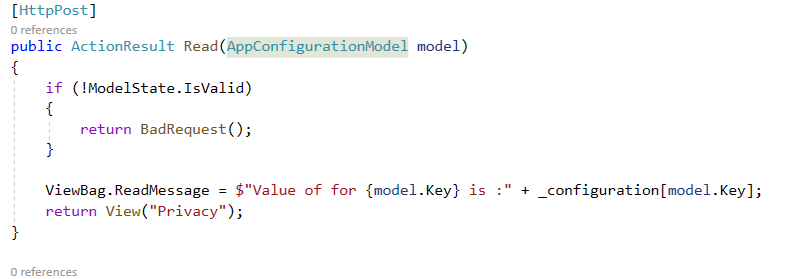 [HttpPost]
0 references
public ActionResult Read(AppConfigurationModel model)
{
if (!ModelState.IsValid)
{
return BadRequest();
}
ViewBag.ReadMessage = $"Value of for {model.Key} is :" + _configuration[model.Key];
return View("Privacy");
}
0 references